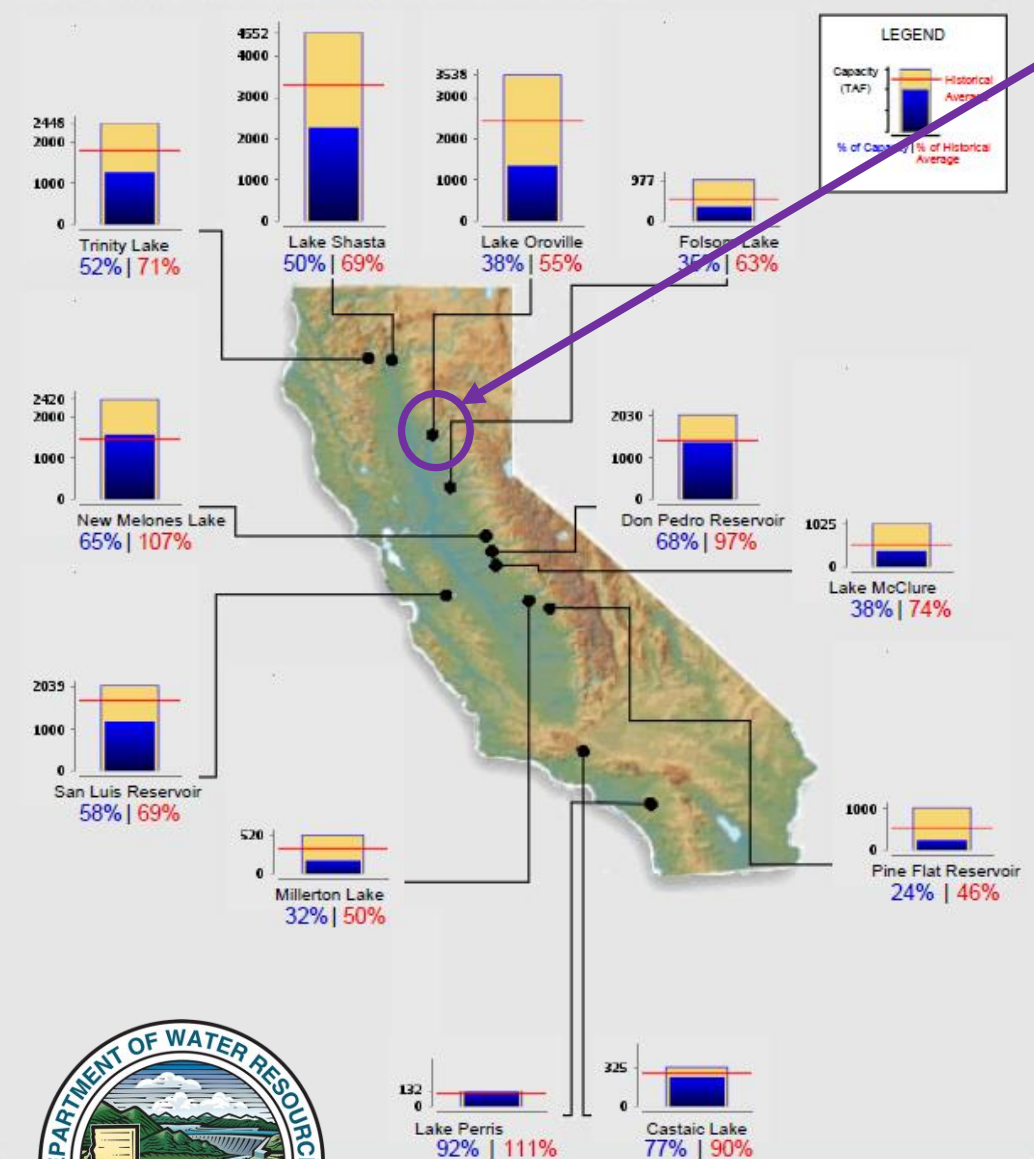 4552
4000
3000
2000
1000
0
Lake Shasta
50% | 69%
3538
3000
2000
1000
0
Lake Oroville
38% | 55%
LEGEND
Capacity
(TAF)
Historical
Average
% of Capacity | % of Historical
Average
2448
2000
1000
0
Trinity Lake
52% | 71%
977
0
Folsom Lake
35% | 63%
2420
2000
1000
0
New Melones Lake
65% | 107%
2030
1000
0
Don Pedro Reservoir
68% | 97%
1025
0
Lake McClure
38% | 74%
2039
1000
0
San Luis Reservoir
58% | 69%
520
0
Millerton Lake
32% | 50%
1000
0
Pine Flat Reservoir
24% | 46%
132
0
Lake Perris
92% | 111%
325
0
Castaic Lake
77% | 90%
OF WATER